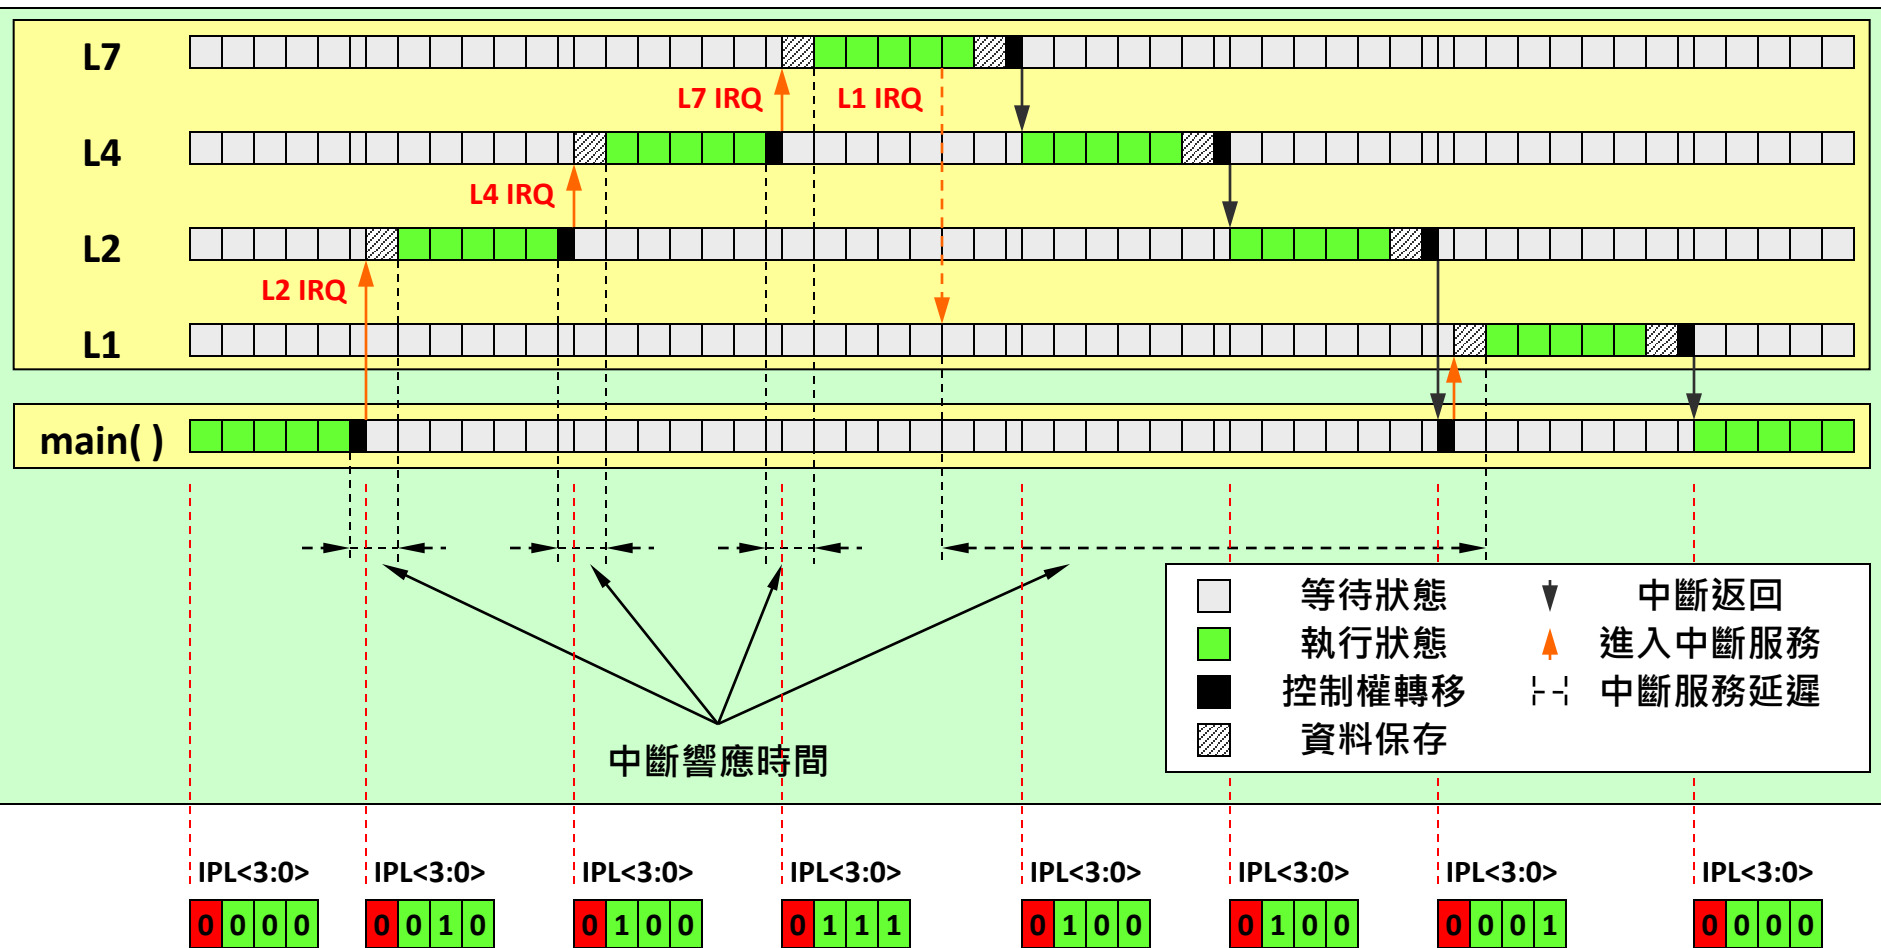 L7
L7 IRQ
L1 IRQ
L4
L4 IRQ
L2
L2 IRQ
L1
main( )
等待狀態
中斷返回
執行狀態
進入中斷服務
控制權轉移
中斷服務延遲
資料保存
中斷響應時間
IPL<3:0> IPL<3:0> IPL<3:0> IPL<3:0> IPL<3:0> IPL<3:0> IPL<3:0> IPL<3:0>
0 0 0 0 0 0 1 0 0 1 0 0 0 1 1 1 0 1 0 0 0 1 0 0 0 0 0 1 0 0 0 0